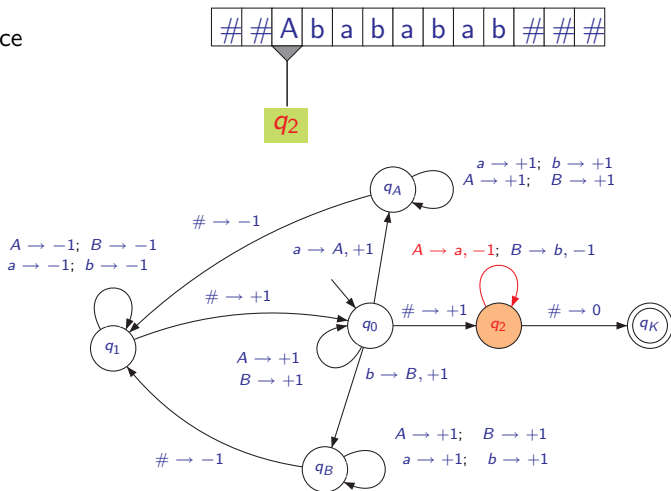 ce
# # A b a b a b a b # # #
q2
qA
a → +1; b → +1
A → +1; B → +1
# → −1
A → −1; B → −1
a → −1; b → −1
a → A, +1
A → a, −1; B → b, −1
# → +1
q1
q0
# → +1
q2
# → 0
qK
A → +1
B → +1
b → B, +1
A → +1; B → +1
a → +1; b → +1
# → −1
qB